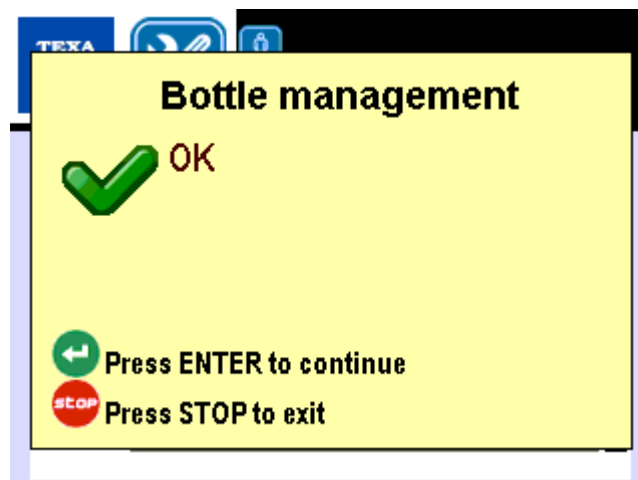 TEXA
Bottle management
OK
Press ENTER to continue
stop Press STOP to exit